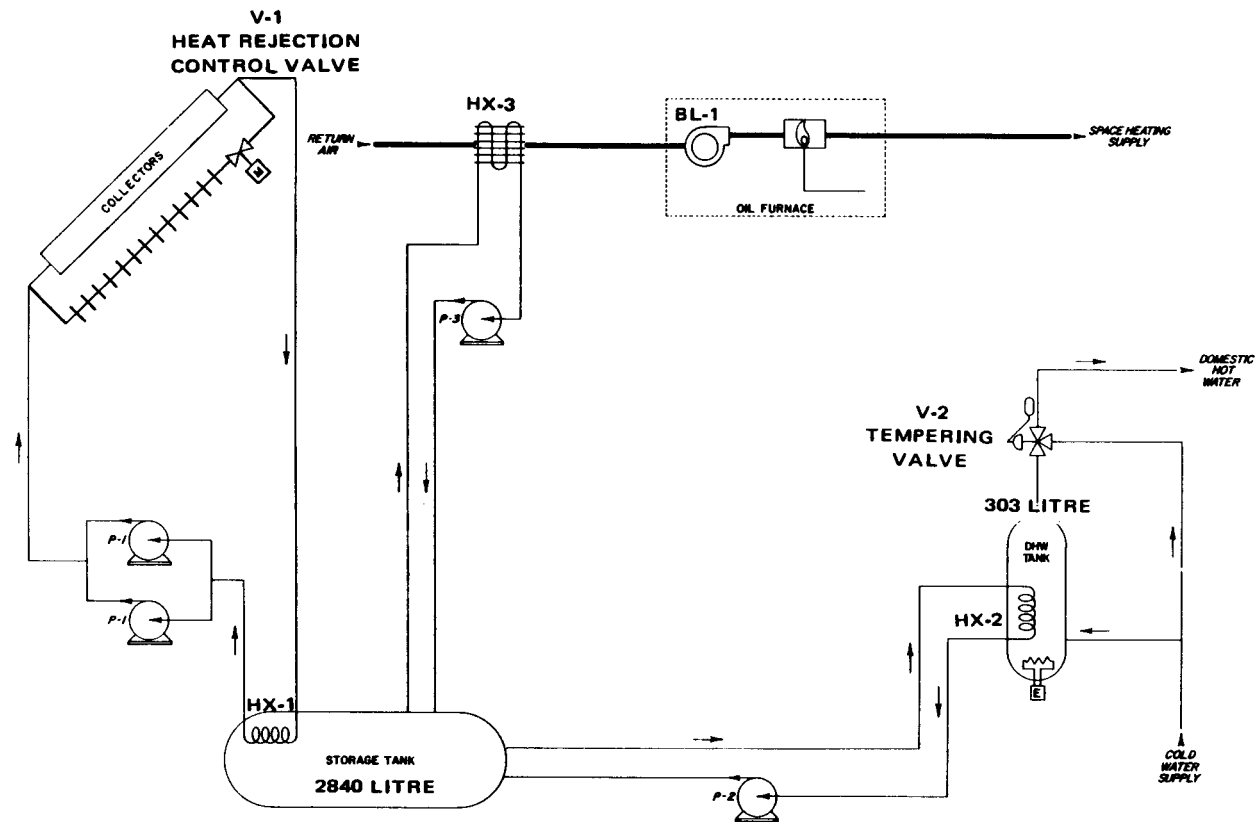 V-1
HEAT REJECTION
CONTROL VALVE
COLLECTORS
M
HX-3
RETURN
AIR
BL-1
OIL FURNACE
SPACE HEATING
SUPPLY
P-3
DOMESTIC
HOT
WATER
V-2
TEMPERING
VALVE
303 LITRE
DHW
TANK
HX-2
E
P-1
P-1
HX-1
STORAGE TANK
2840 LITRE
P-2
COLD
WATER
SUPPLY